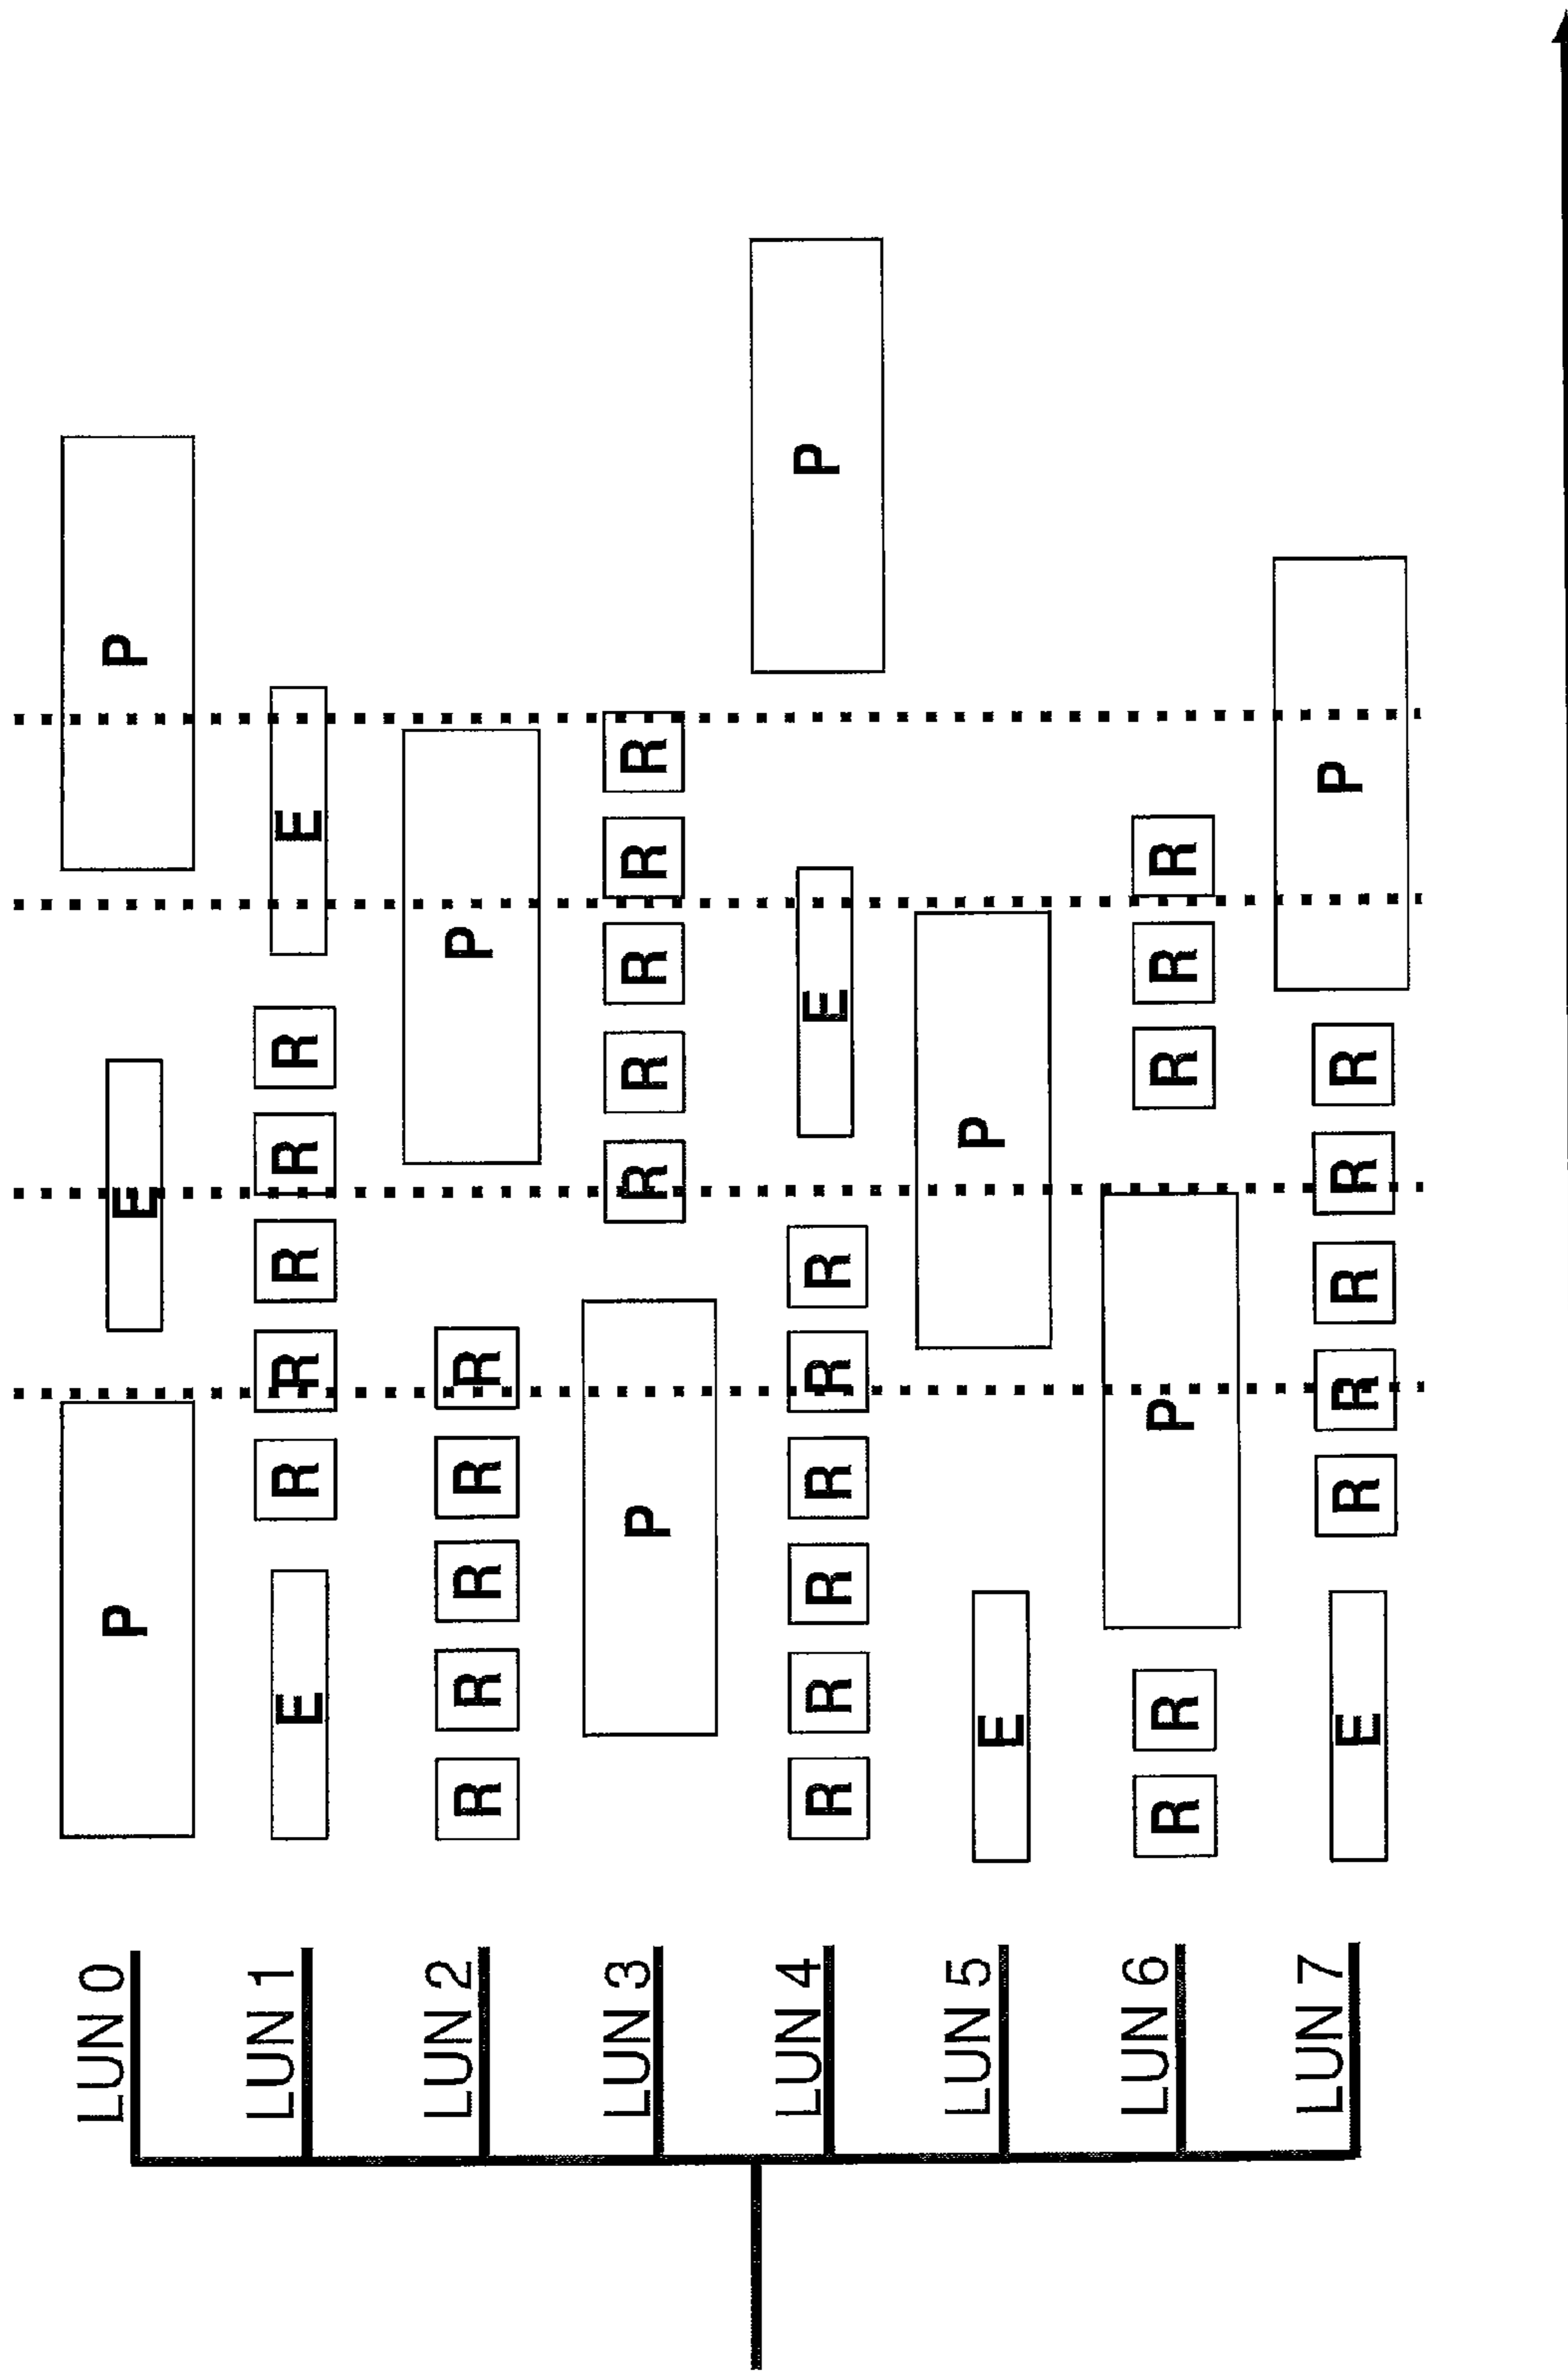 LUN 0 P E P
LUN 1 E R R R R R E
LUN 2 R R R R R P
LUN 3 P R R R R R
LUN 4 R R R R R R E P
LUN 5 E P
LUN 6 R R P R R R
LUN 7 E R R R R R P